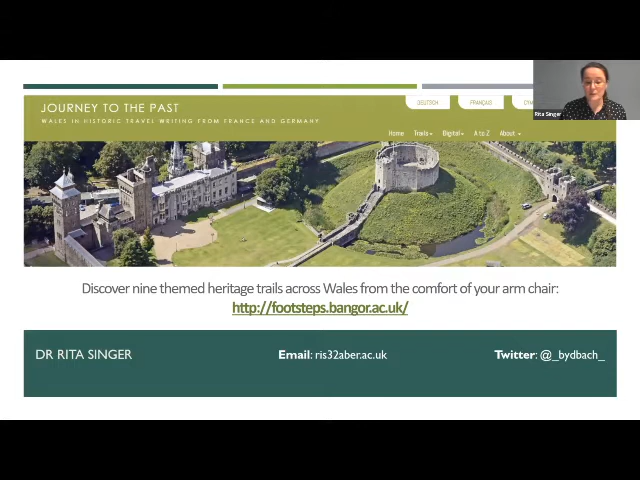 JOURNEY TO THE PAST
WALES IN HISTORIC TRAVEL WRITING FROM FRANCE AND GERMANY
DEUTSCH FRANÇAIS
Home Trails Digital A to Z About
Rita Singer
Discover nine themed heritage trails across Wales from the comfort of your arm chair:
http://footsteps.bangor.ac.uk/
DR RITA SINGER Email: ris32aber.ac.uk Twitter: @_bydbach_